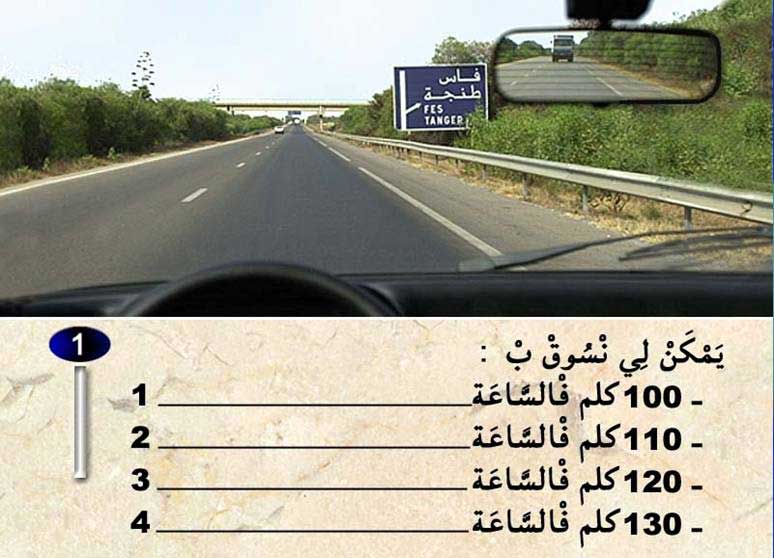 فاس
طنجة
FES
TANGER
1
يَمْكَنْ لِي نْسُوقْ بْ :
- 100 كلم فْالسَّاعَة 1
- 110 كلم فْالسَّاعَة 2
- 120 كلم فْالسَّاعَة 3
- 130 كلم فْالسَّاعَة 4